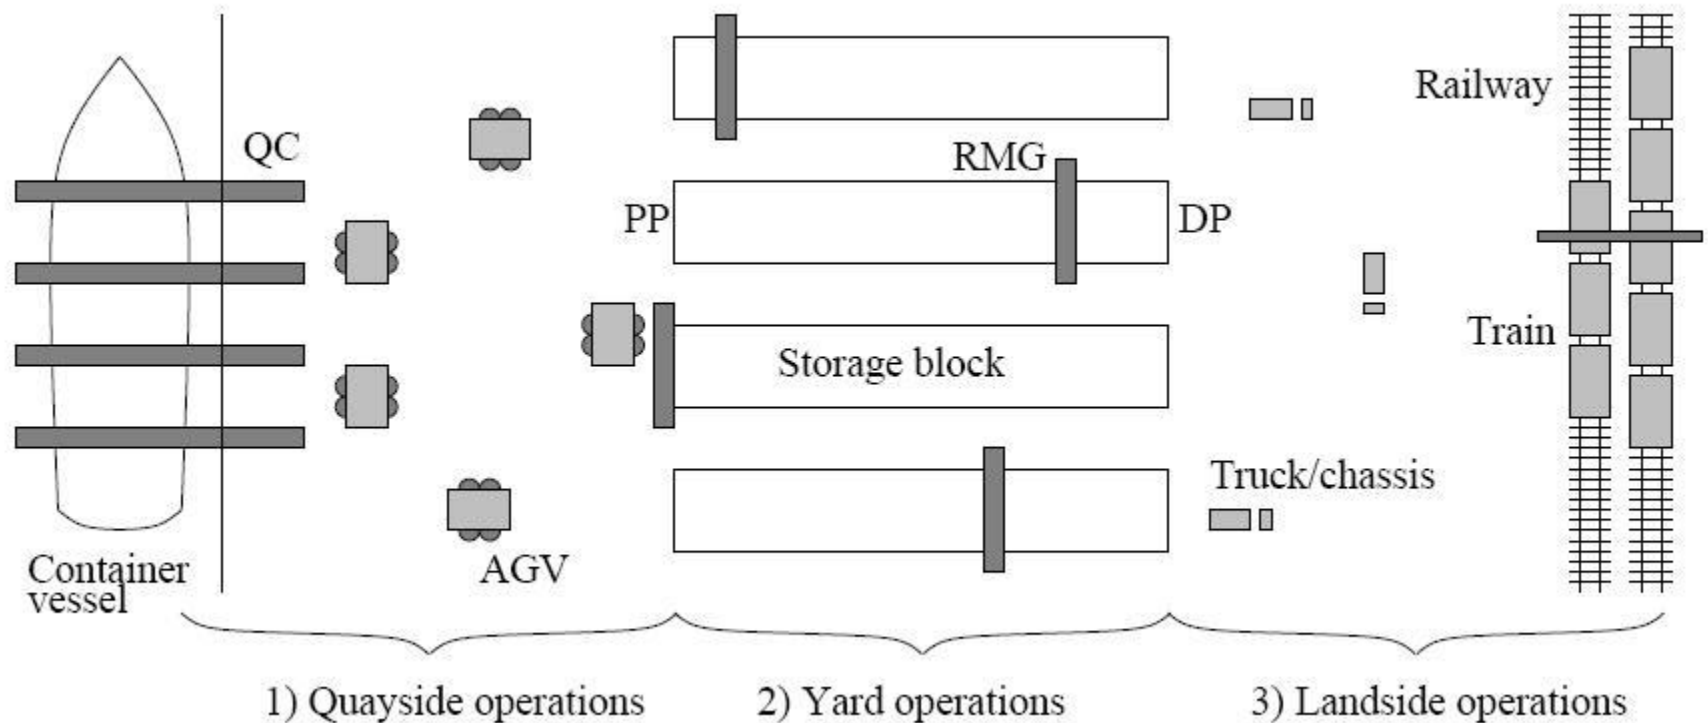 QC
Railway
RMG
PP
DP
Train
Storage block
Truck/chassis
Container
vessel
AGV
1) Quayside operations
2) Yard operations
3) Landside operations